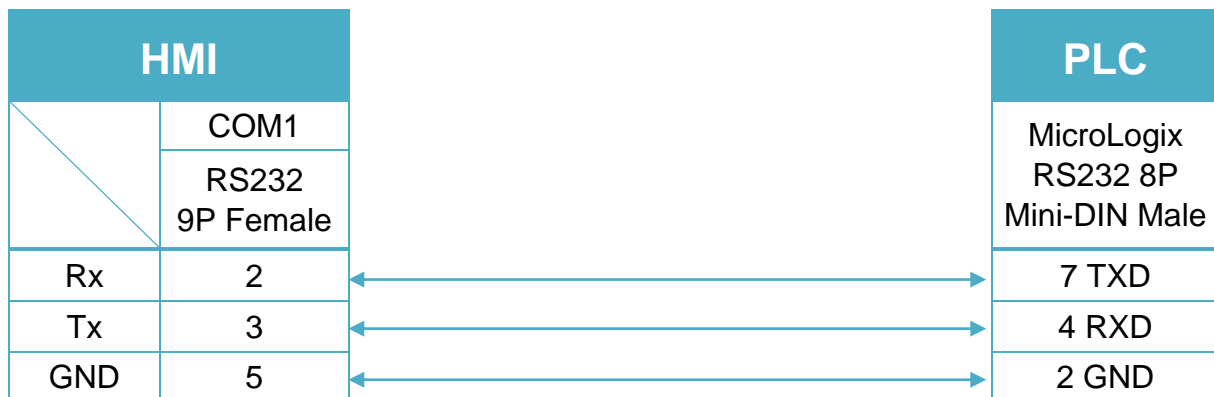 HMI
PLC
COM1
RS232
9P Female
MicroLogix
RS232 8P
Mini-DIN Male
Rx 2 7 TXD
Tx 3 4 RXD
GND 5 2 GND